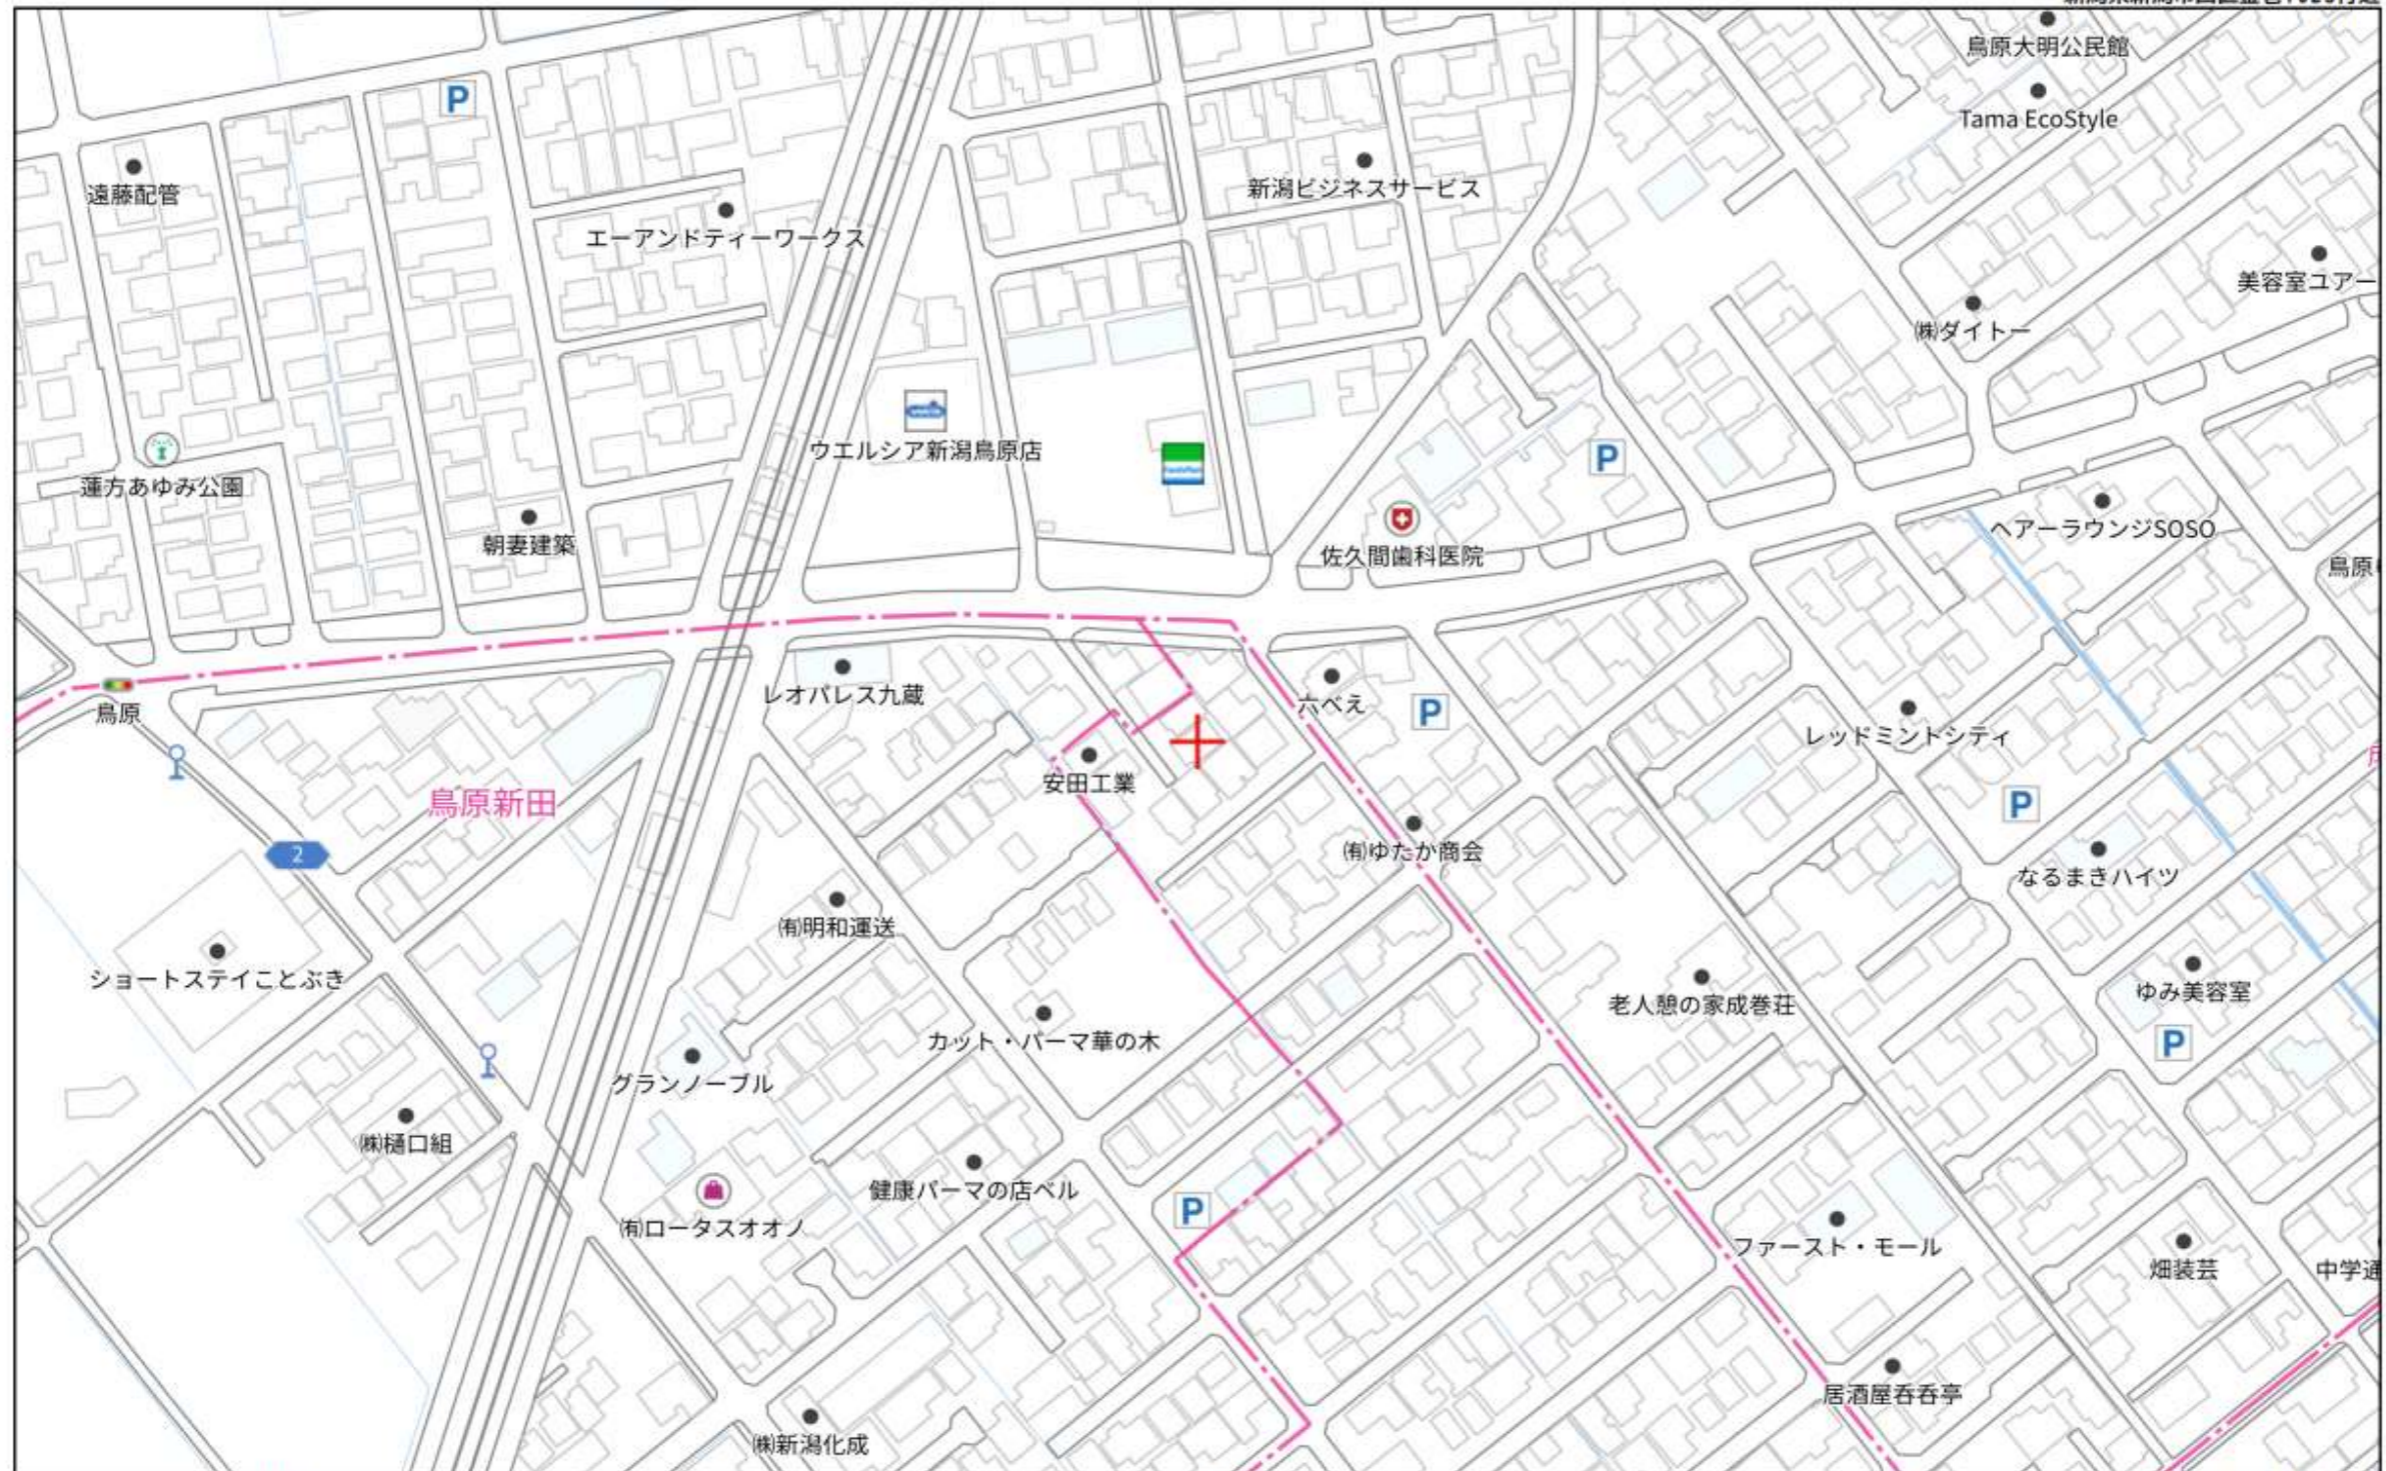 鳥原大明公民館
Tama EcoStyle
P
遠藤配管
新潟ビジネスサービス
エーアンドティーワークス
美容室ユアー
㈱ダイトー
ウエルシア新潟鳥原店
FamilyMart
P
蓮方あゆみ公園
朝妻建築
佐久間歯科医院
ヘアーラウンジSOSO
鳥原
レオパレス九蔵
六べえ
P
鳥原
レッドミントシティ
安田工業
鳥原新田
P
2
㈲ゆたか商会
なるまきハイツ
㈲明和運送
ショートステイことぶき
老人憩の家成巻荘
ゆみ美容室
カット・パーマ華の木
P
グランノーブル
㈱樋口組
健康パーマの店ベル
P
㈲ロータスオオノ
ファースト・モール
畑装芸
中学通
居酒屋呑呑亭
㈱新潟化成